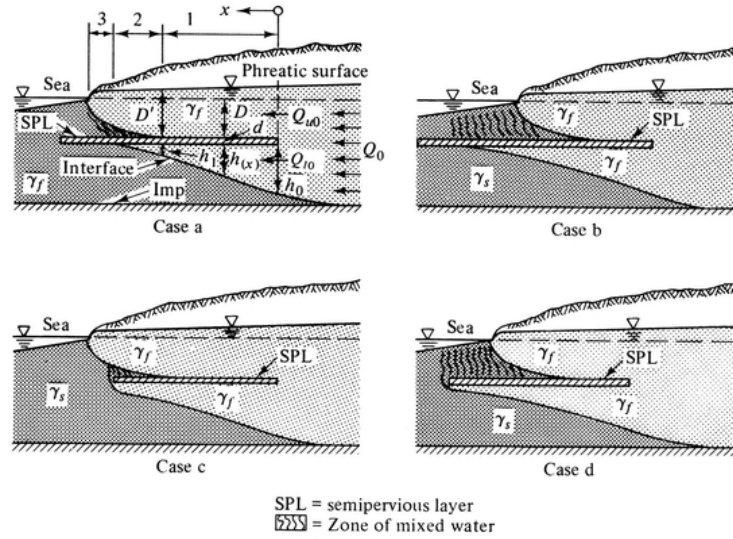 3 2 1 x
Sea
Phreatic surface
SPL
D' γf D Qu0
d
Q0
h1 h(x) Ql0
Interface
γf
h0
Imp
Case a
Sea
γf
SPL
γf
γs
Case b
Sea
γf
SPL
γs
γf
Case c
Sea
γf
SPL
γf
γs
Case d
SPL = semipervious layer
= Zone of mixed water